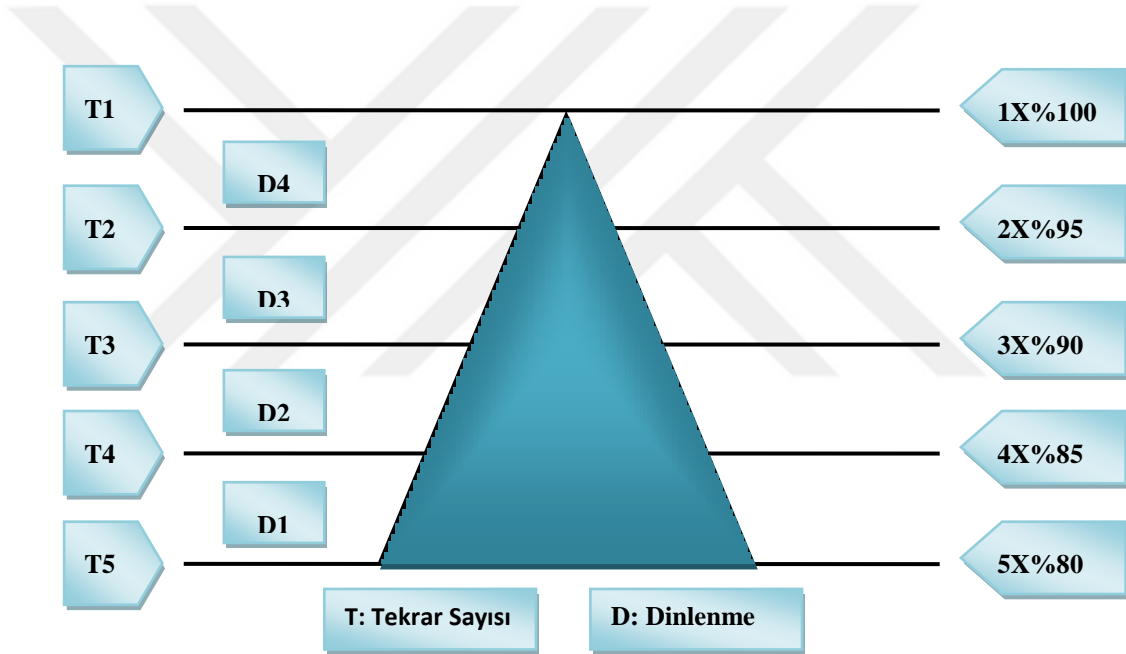 T1
1X%100
D4
T2
2X%95
D3
T3
3X%90
D2
T4
4X%85
D1
T5
5X%80
T: Tekrar Sayısı
D: Dinlenme